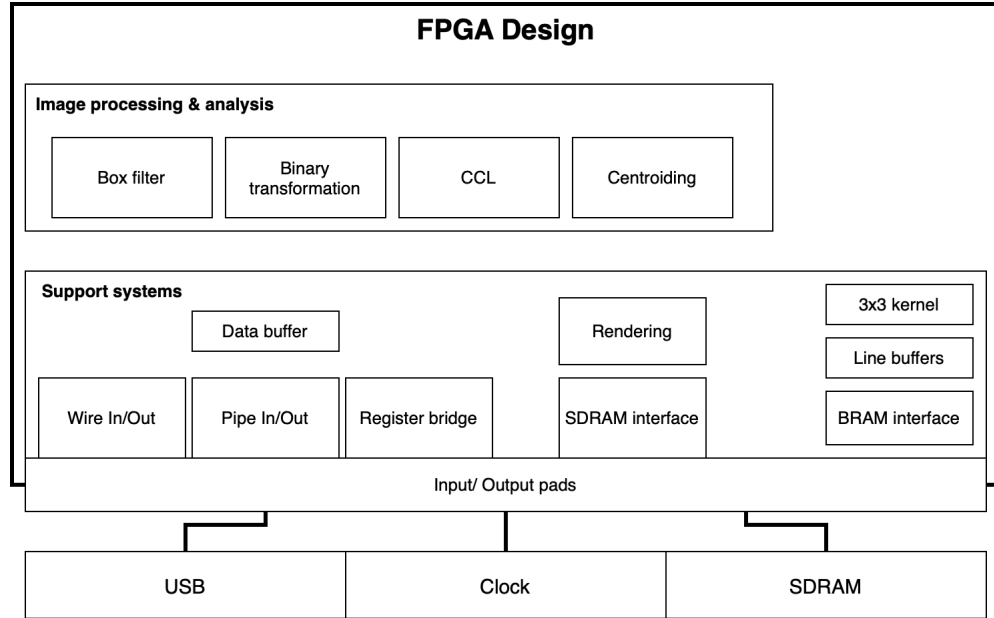 FPGA Design
Image processing & analysis
Box filter
Binary
transformation
CCL
Centroiding
Support systems
Data buffer
Rendering
3x3 kernel
Line buffers
Wire In/Out
Pipe In/Out
Register bridge
SDRAM interface
BRAM interface
Input/ Output pads
USB
Clock
SDRAM